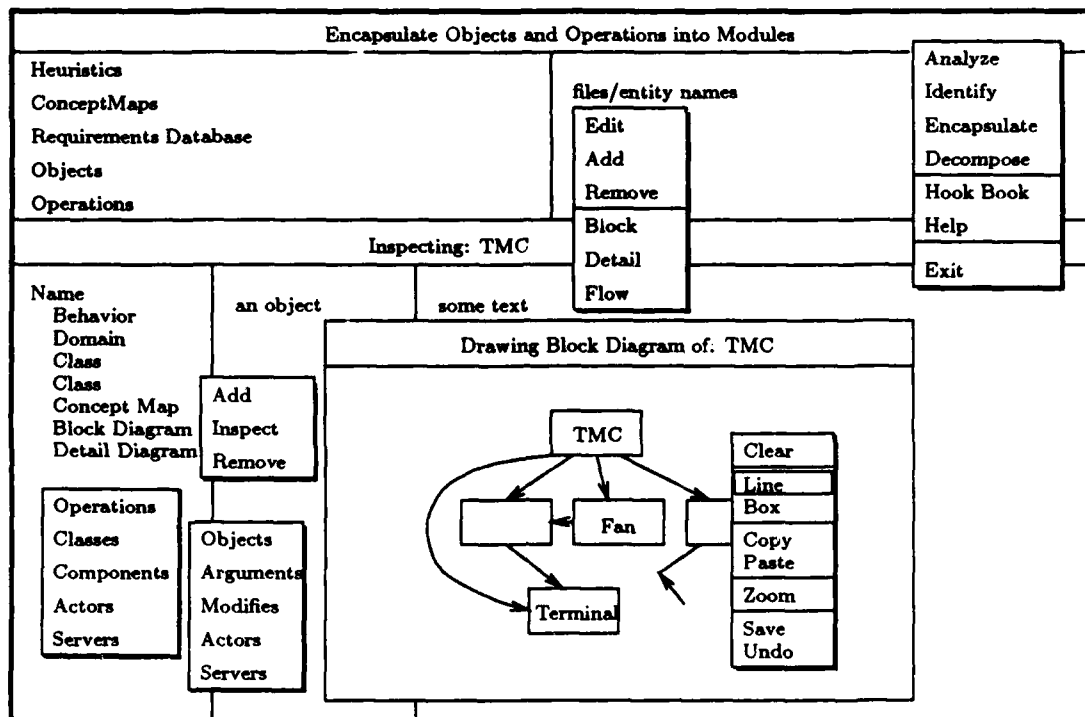 Encapsulate Objects and Operations into Modules
Heuristics
ConceptMaps
Requirements Database
Objects
Operations
files/entity names
Edit
Add
Remove
Block
Detail
Flow
Analyze
Identify
Encapsulate
Decompose
Hook Book
Help
Exit
Inspecting: TMC
Name
Behavior
Domain
Class
Class
Concept Map
Block Diagram
Detail Diagram
an object
some text
Add
Inspect
Remove
Operations
Classes
Components
Actors
Servers
Objects
Arguments
Modifies
Actors
Servers
Drawing Block Diagram of: TMC
TMC
Fan
Terminal
Clear
Line
Box
Copy
Paste
Zoom
Save
Undo